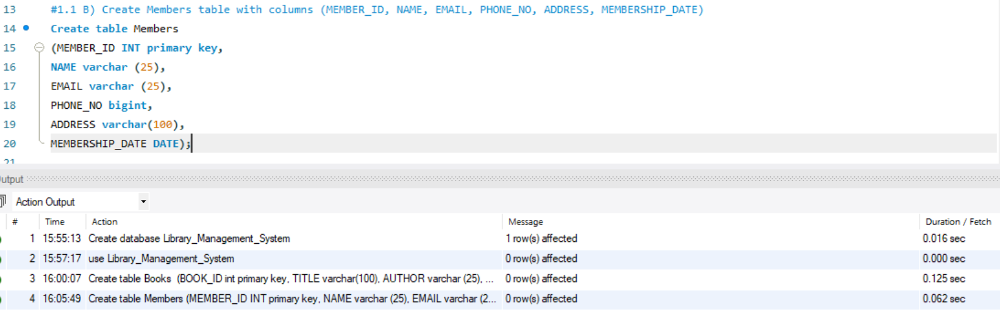 13 #1.1 B) Create Members table with columns (MEMBER_ID, NAME, EMAIL, PHONE_NO, ADDRESS, MEMBERSHIP_DATE)
14 Create table Members
15 (MEMBER_ID INT primary key,
16 NAME varchar (25),
17 EMAIL varchar (25),
18 PHONE_NO bigint,
19 ADDRESS varchar(100),
20 MEMBERSHIP_DATE DATE);
21
utput
Action Output
# Time Action Message Duration / Fetch
1 15:55:13 Create database Library_Management_System 1 row(s) affected 0.016 sec
2 15:57:17 use Library_Management_System 0 row(s) affected 0.000 sec
3 16:00:07 Create table Books (BOOK_ID int primary key, TITLE varchar(100), AUTHOR varchar (25), ... 0 row(s) affected 0.125 sec
4 16:05:49 Create table Members (MEMBER_ID INT primary key, NAME varchar (25), EMAIL varchar (2... 0 row(s) affected 0.062 sec